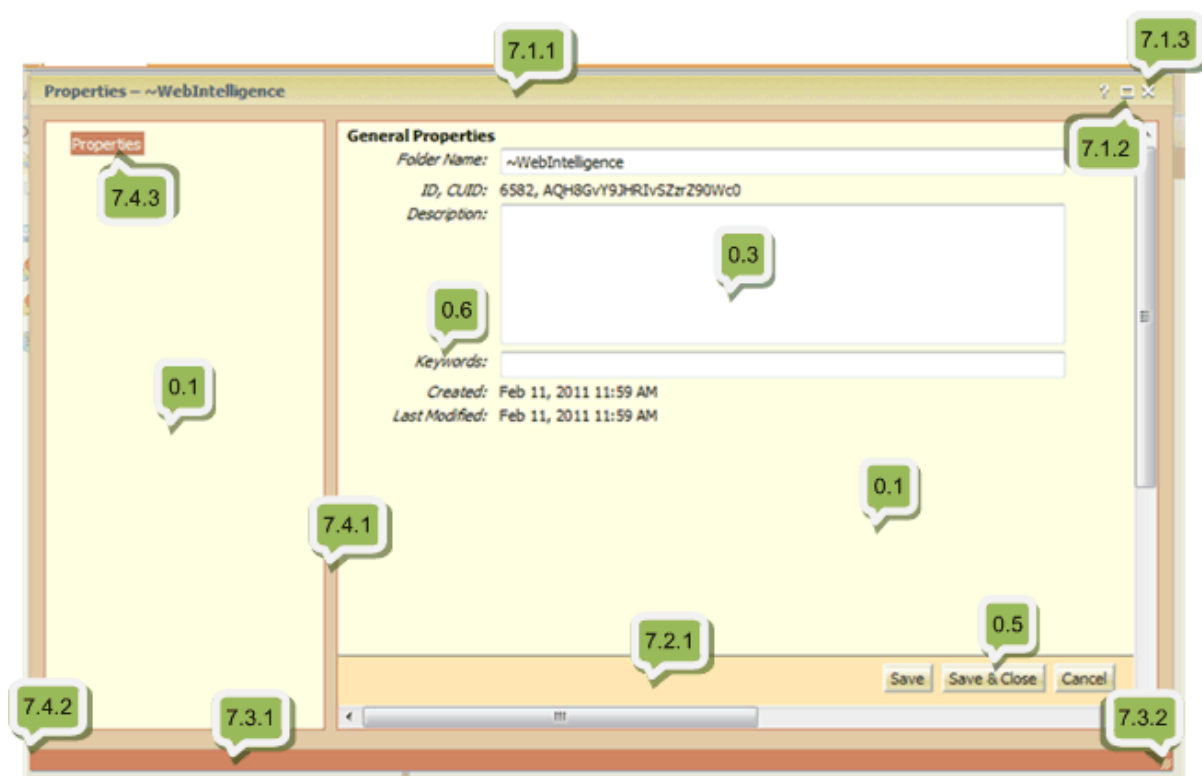 7.1.1
7.1.3
Properties – ~WebIntelligence
?
7.1.2
Properties
7.4.3
General Properties
Folder Name: ~WebIntelligence
ID, CUID: 6582, AQH8GvY9JHRIvSZzrZ90Wc0
Description:
0.3
0.6
Keywords:
0.1
Created: Feb 11, 2011 11:59 AM
Last Modified: Feb 11, 2011 11:59 AM
0.1
7.4.1
7.2.1
0.5
Save Save & Close Cancel
7.4.2
7.3.1
7.3.2